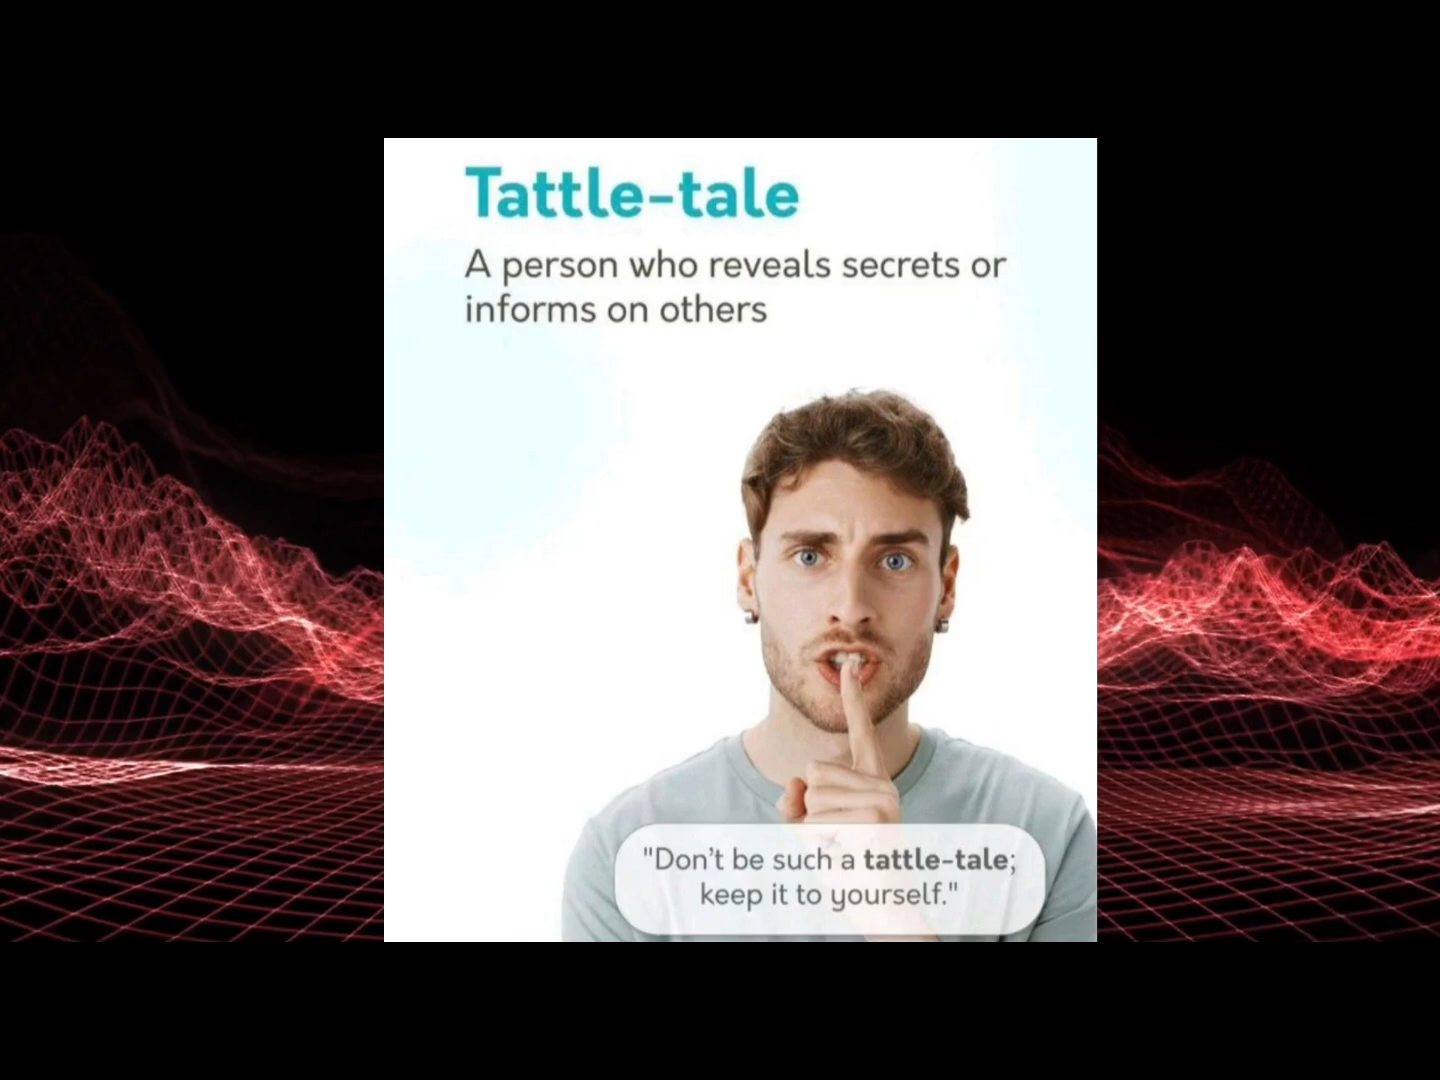 Tattle-tale
A person who reveals secrets or
informs on others
"Don't be such a tattle-tale;
keep it to yourself."